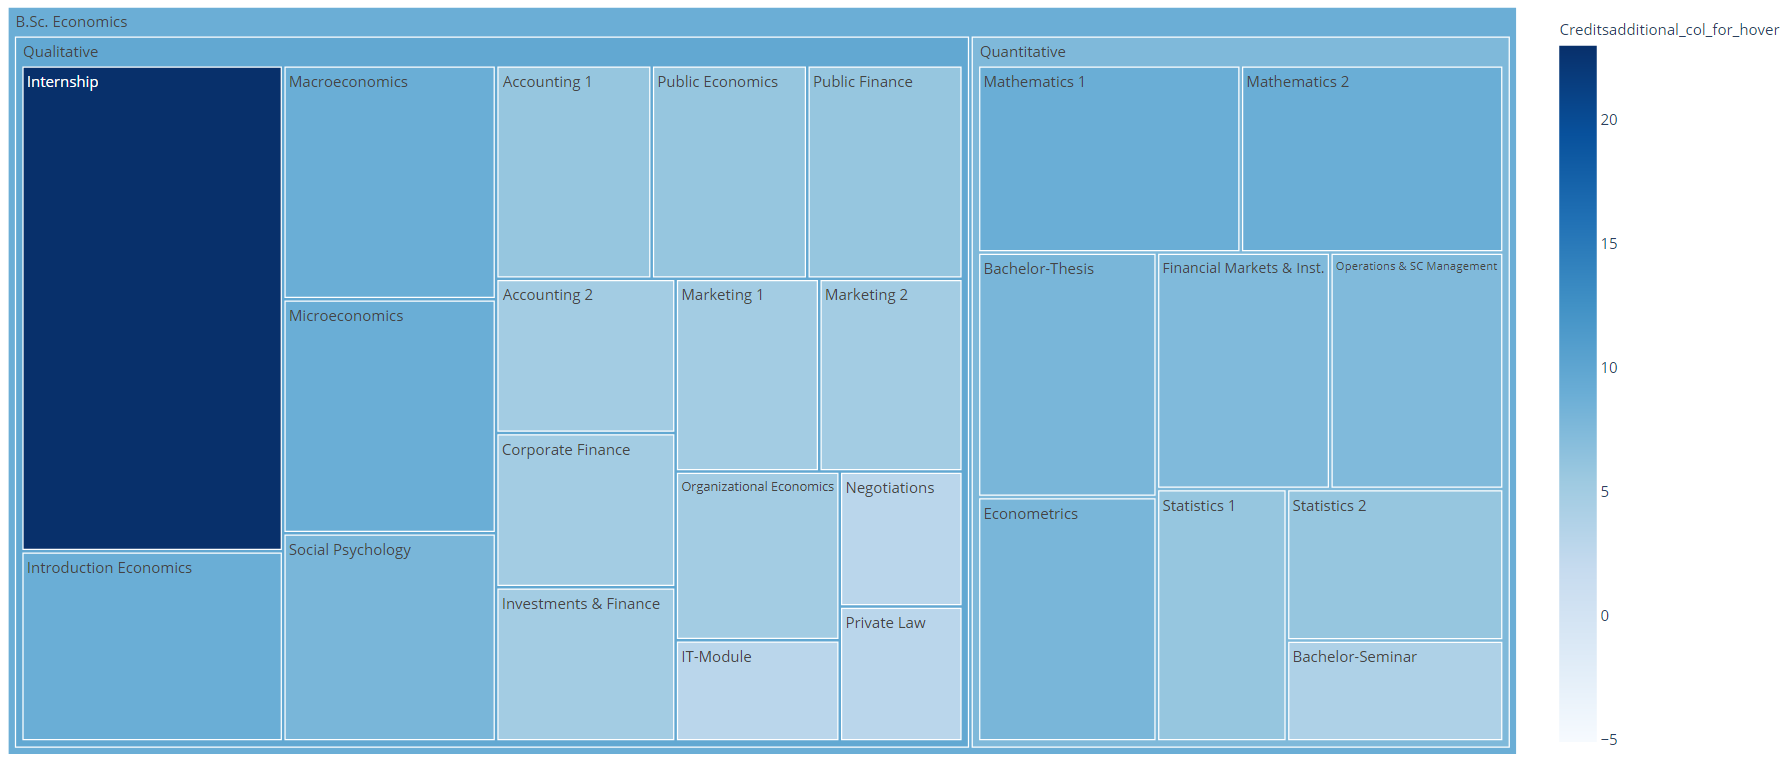 B.Sc. Economics
Qualitative
Internship
Introduction Economics
Macroeconomics
Microeconomics
Social Psychology
Accounting 1
Public Economics
Public Finance
Accounting 2
Marketing 1
Marketing 2
Corporate Finance
Investments & Finance
Organizational Economics
Negotiations
Private Law
IT-Module
Quantitative
Mathematics 1
Mathematics 2
Bachelor-Thesis
Financial Markets & Inst.
Operations & SC Management
Econometrics
Statistics 1
Statistics 2
Bachelor-Seminar
Creditsadditional_col_for_hover
20
15
10
5
0
−5